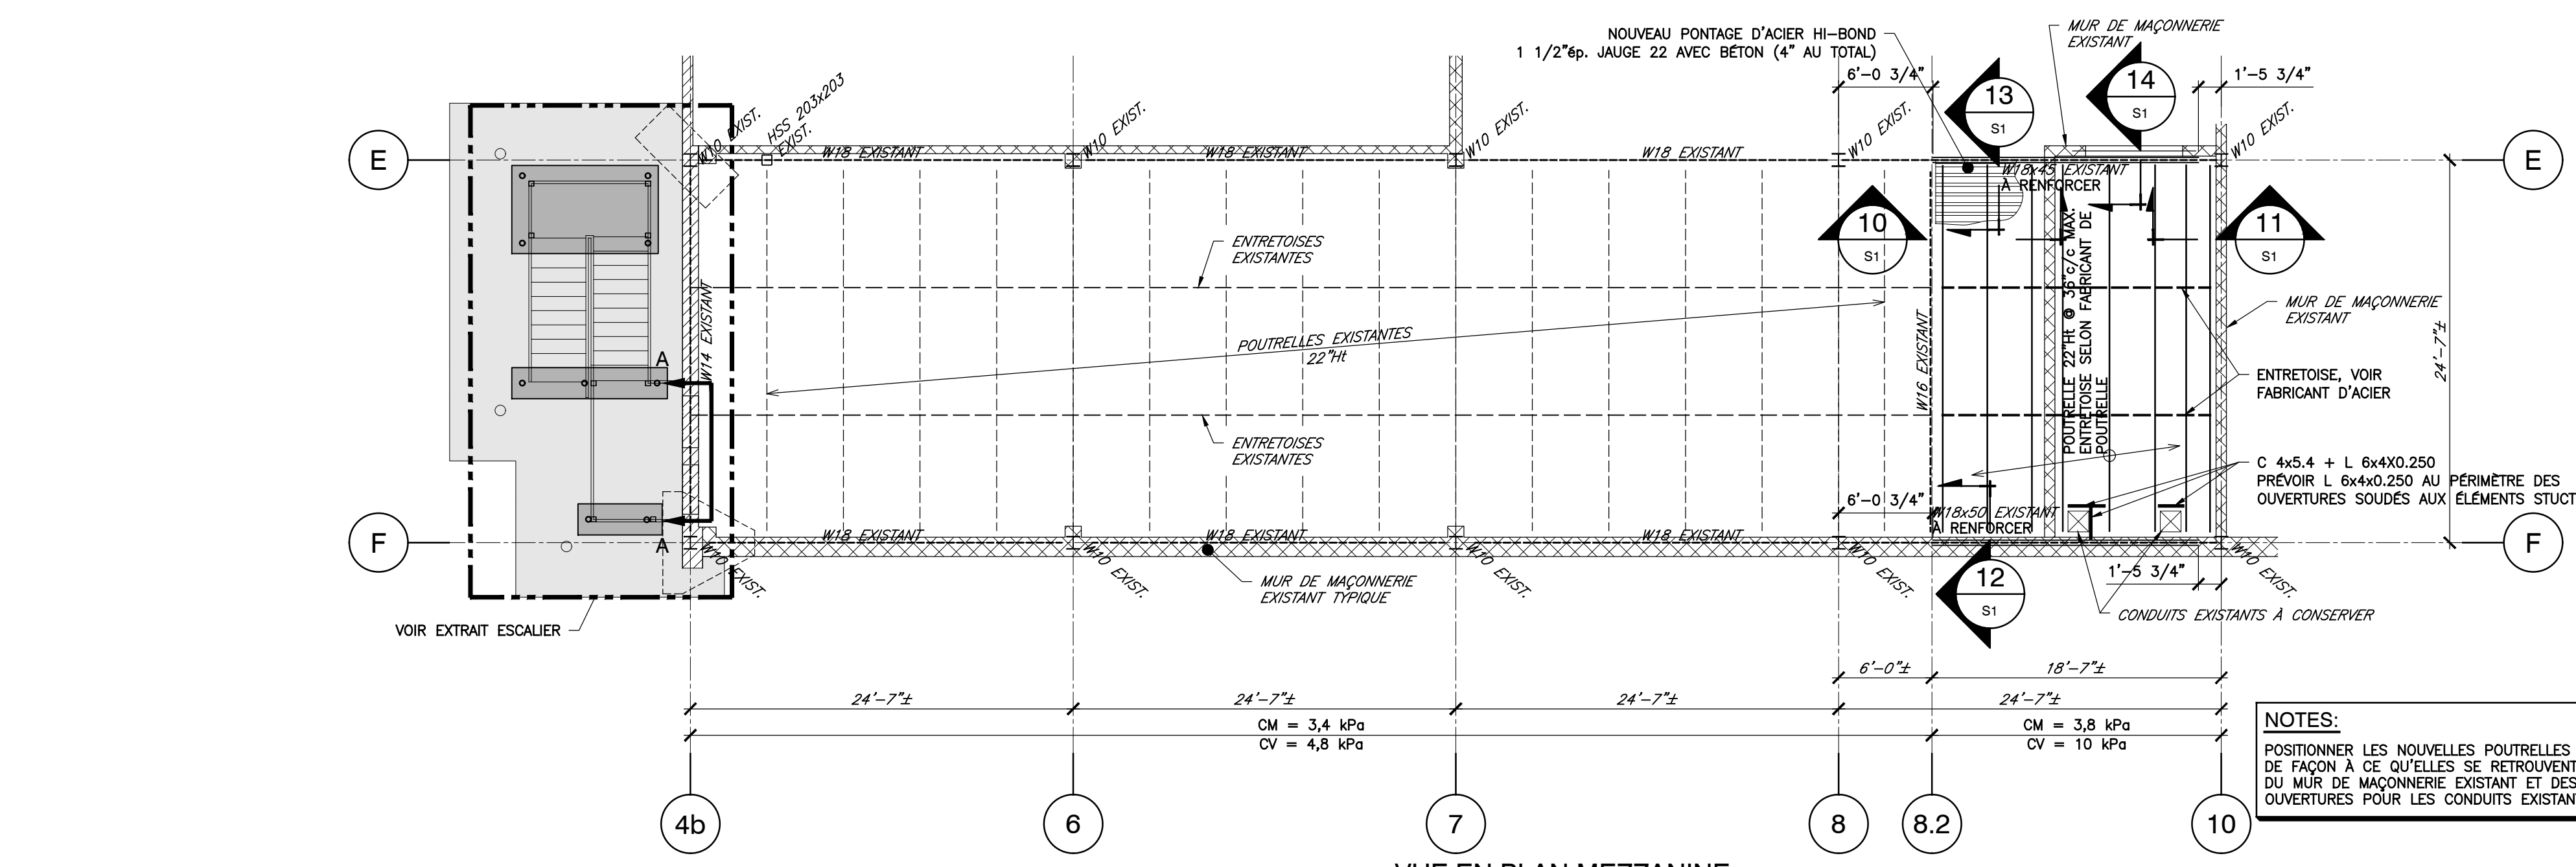 NOUVEAU PONTAGE D'ACIER HI-BOND
1 1/2"ép. JAUGE 22 AVEC BÉTON (4" AU TOTAL)
MUR DE MAÇONNERIE
EXISTANT
6'-0 3/4"
13
S1
14
S1
1'-5 3/4"
W10 EXIST.
HSS 203x203
EXIST.
W10 EXIST.
W10 EXIST.
W10 EXIST.
W10 EXIST.
W10 EXIST.
E
W18 EXISTANT
W18 EXISTANT
W18 EXISTANT
E
W18x45 EXISTANT
À RENFORCER
10
S1
11
S1
ENTRETOISES
EXISTANTES
W14 EXISTANT
POUTRELLES EXISTANTES
22"Ht
W16 EXISTANT
POUTRELLE 22"Ht @ 36"c/c MAX.
ENTRETOISE SELON FABRICANT DE
POUTRELLE
MUR DE MAÇONNERIE
EXISTANT
24'-7"±
A
ENTRETOISE, VOIR
FABRICANT D'ACIER
ENTRETOISES
EXISTANTES
C 4x5.4 + L 6x4X0.250
PRÉVOIR L 6x4x0.250 AU PÉRIMÈTRE DES
OUVERTURES SOUDÉS AUX ÉLÉMENTS STUCT
6'-0 3/4"
W18x50 EXISTANT
À RENFORCER
F
A
W18 EXISTANT
W18 EXISTANT
W18 EXISTANT
F
W10 EXIST.
W10 EXIST.
W10 EXIST.
W10 EXIST.
W10 EXIST.
12
S1
1'-5 3/4"
MUR DE MAÇONNERIE
EXISTANT TYPIQUE
CONDUITS EXISTANTS À CONSERVER
VOIR EXTRAIT ESCALIER
6'-0"±
18'-7"±
24'-7"±
24'-7"±
24'-7"±
24'-7"±
CM = 3,4 kPa
CV = 4,8 kPa
CM = 3,8 kPa
CV = 10 kPa
NOTES:
POSITIONNER LES NOUVELLES POUTRELLES
DE FAÇON À CE QU'ELLES SE RETROUVENT
DU MUR DE MAÇONNERIE EXISTANT ET DES
OUVERTURES POUR LES CONDUITS EXISTAN
4b
6
7
8
8.2
10
VUE EN PLAN MEZZANINE